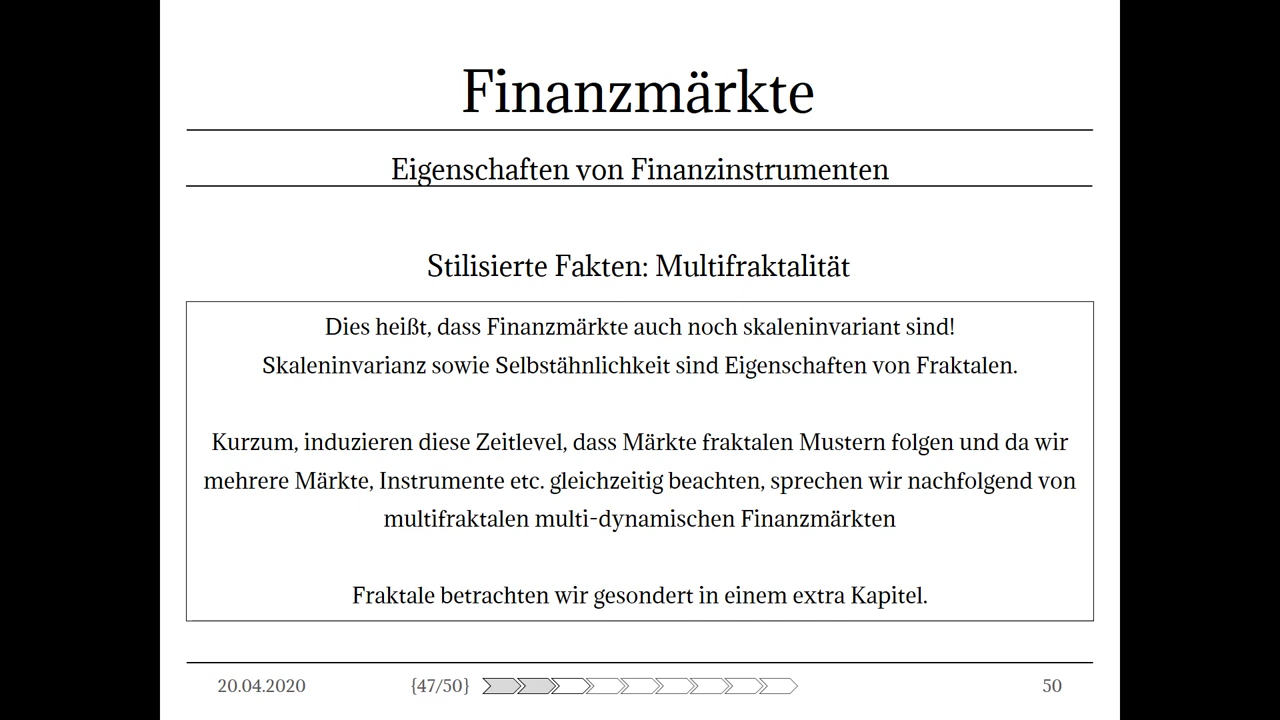 Finanzmärkte
Eigenschaften von Finanzinstrumenten
Stilisierte Fakten: Multifraktalität
Dies heißt, dass Finanzmärkte auch noch skaleninvariant sind!
Skaleninvarianz sowie Selbstähnlichkeit sind Eigenschaften von Fraktalen.
Kurzum, induzieren diese Zeitlevel, dass Märkte fraktalen Mustern folgen und da wir
mehrere Märkte, Instrumente etc. gleichzeitig beachten, sprechen wir nachfolgend von
multifraktalen multi-dynamischen Finanzmärkten
Fraktale betrachten wir gesondert in einem extra Kapitel.
20.04.2020 {47/50} 50